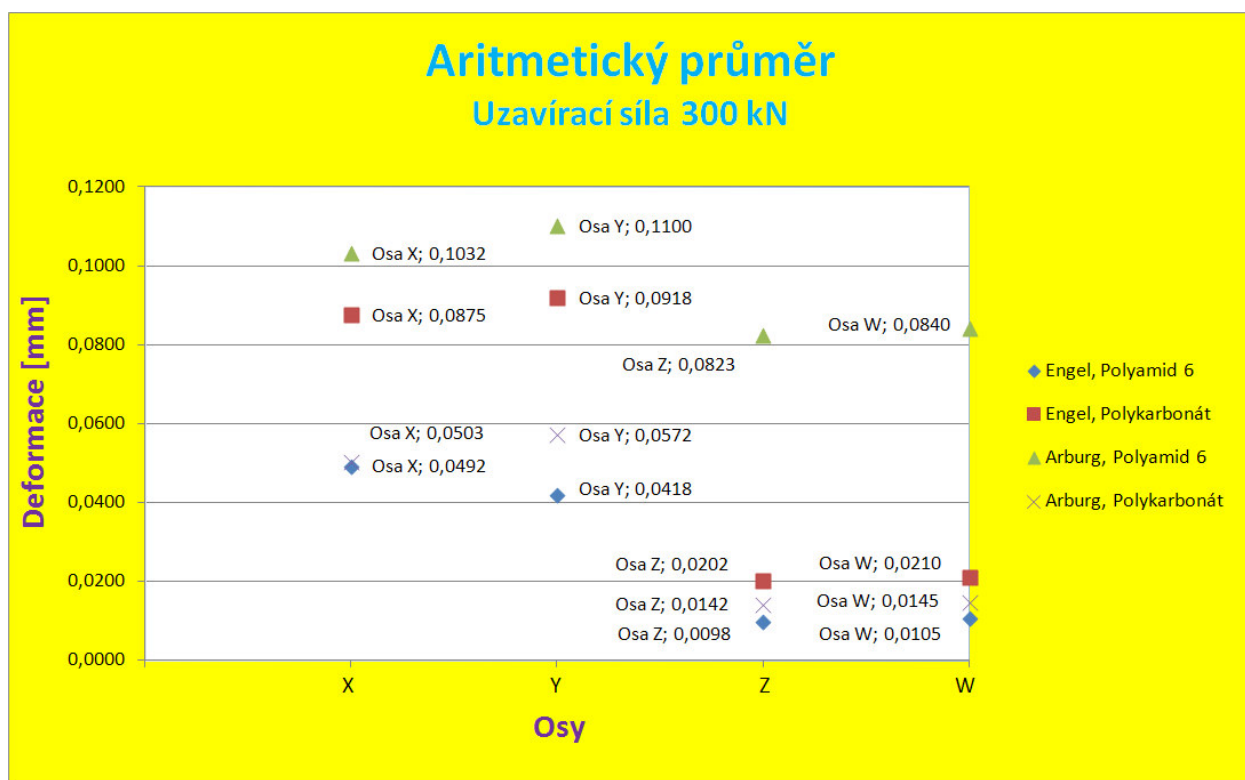 Aritmetický průměr
Uzavírací síla 300 kN
Deformace [mm]
0,1200
0,1000
0,0800
0,0600
0,0400
0,0200
0,0000
Osa X; 0,1032
Osa Y; 0,1100
Osa X; 0,0875
Osa Y; 0,0918
Osa Z; 0,0823
Osa W; 0,0840
Osa X; 0,0503
Osa Y; 0,0572
Osa X; 0,0492
Osa Y; 0,0418
Osa Z; 0,0202
Osa W; 0,0210
Osa Z; 0,0142
Osa W; 0,0145
Osa Z; 0,0098
Osa W; 0,0105
X
Y
Z
W
Osy
Engel, Polyamid 6
Engel, Polykarbonát
Arburg, Polyamid 6
Arburg, Polykarbonát